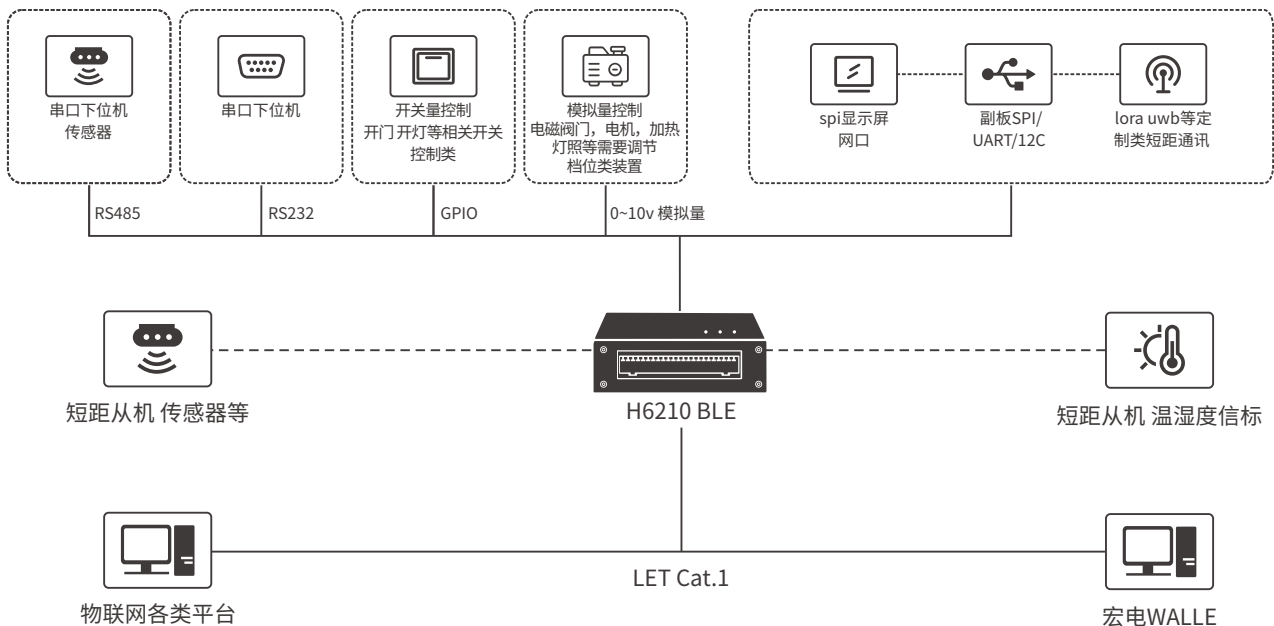 串口下位机
传感器
串口下位机
开关量控制
开门 开灯等相关开关
控制类
模拟量控制
电磁阀门，电机，加热
灯照等需要调节
档位类装置
spi显示屏
网口
副板SPI/
UART/12C
lora uwb等定
制类短距通讯
RS485
RS232
GPIO
0~10v 模拟量
短距从机 传感器等
H6210 BLE
短距从机 温湿度信标
LET Cat.1
物联网各类平台
宏电WALLE